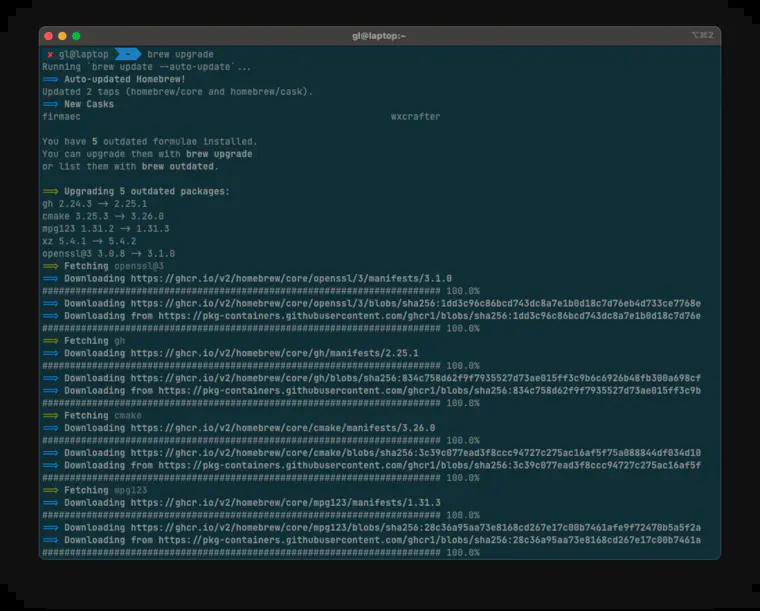 gl@laptop:~
⌥⌘2
✘ gl@laptop ~ brew upgrade
Running `brew update --auto-update`...
==> Auto-updated Homebrew!
Updated 2 taps (homebrew/core and homebrew/cask).
==> New Casks
firmaec wxcrafter
You have 5 outdated formulae installed.
You can upgrade them with brew upgrade
or list them with brew outdated.
==> Upgrading 5 outdated packages:
gh 2.24.3 -> 2.25.1
cmake 3.25.3 -> 3.26.0
mpg123 1.31.2 -> 1.31.3
xz 5.4.1 -> 5.4.2
openssl@3 3.0.8 -> 3.1.0
==> Fetching openssl@3
==> Downloading https://ghcr.io/v2/homebrew/core/openssl/3/manifests/3.1.0
######################################################################## 100.0%
==> Downloading https://ghcr.io/v2/homebrew/core/openssl/3/blobs/sha256:1dd3c96c86bcd743dc8a7e1b0d18c7d76eb4d733ce7768e
==> Downloading from https://pkg-containers.githubusercontent.com/ghcr1/blobs/sha256:1dd3c96c86bcd743dc8a7e1b0d18c7d76e
######################################################################## 100.0%
==> Fetching gh
==> Downloading https://ghcr.io/v2/homebrew/core/gh/manifests/2.25.1
######################################################################## 100.0%
==> Downloading https://ghcr.io/v2/homebrew/core/gh/blobs/sha256:834c758d62f9f7935527d73ae015ff3c9b6c6926b48fb300a698cf
==> Downloading from https://pkg-containers.githubusercontent.com/ghcr1/blobs/sha256:834c758d62f9f7935527d73ae015ff3c9b
######################################################################## 100.0%
==> Fetching cmake
==> Downloading https://ghcr.io/v2/homebrew/core/cmake/manifests/3.26.0
######################################################################## 100.0%
==> Downloading https://ghcr.io/v2/homebrew/core/cmake/blobs/sha256:3c39c077ead3f8ccc94727c275ac16af5f75a088844df034d10
==> Downloading from https://pkg-containers.githubusercontent.com/ghcr1/blobs/sha256:3c39c077ead3f8ccc94727c275ac16af5f
######################################################################## 100.0%
==> Fetching mpg123
==> Downloading https://ghcr.io/v2/homebrew/core/mpg123/manifests/1.31.3
######################################################################## 100.0%
==> Downloading https://ghcr.io/v2/homebrew/core/mpg123/blobs/sha256:28c36a95aa73e8168cd267e17c00b7461afe9f72470b5a5f2a
==> Downloading from https://pkg-containers.githubusercontent.com/ghcr1/blobs/sha256:28c36a95aa73e8168cd267e17c00b7461a
######################################################################## 100.0%